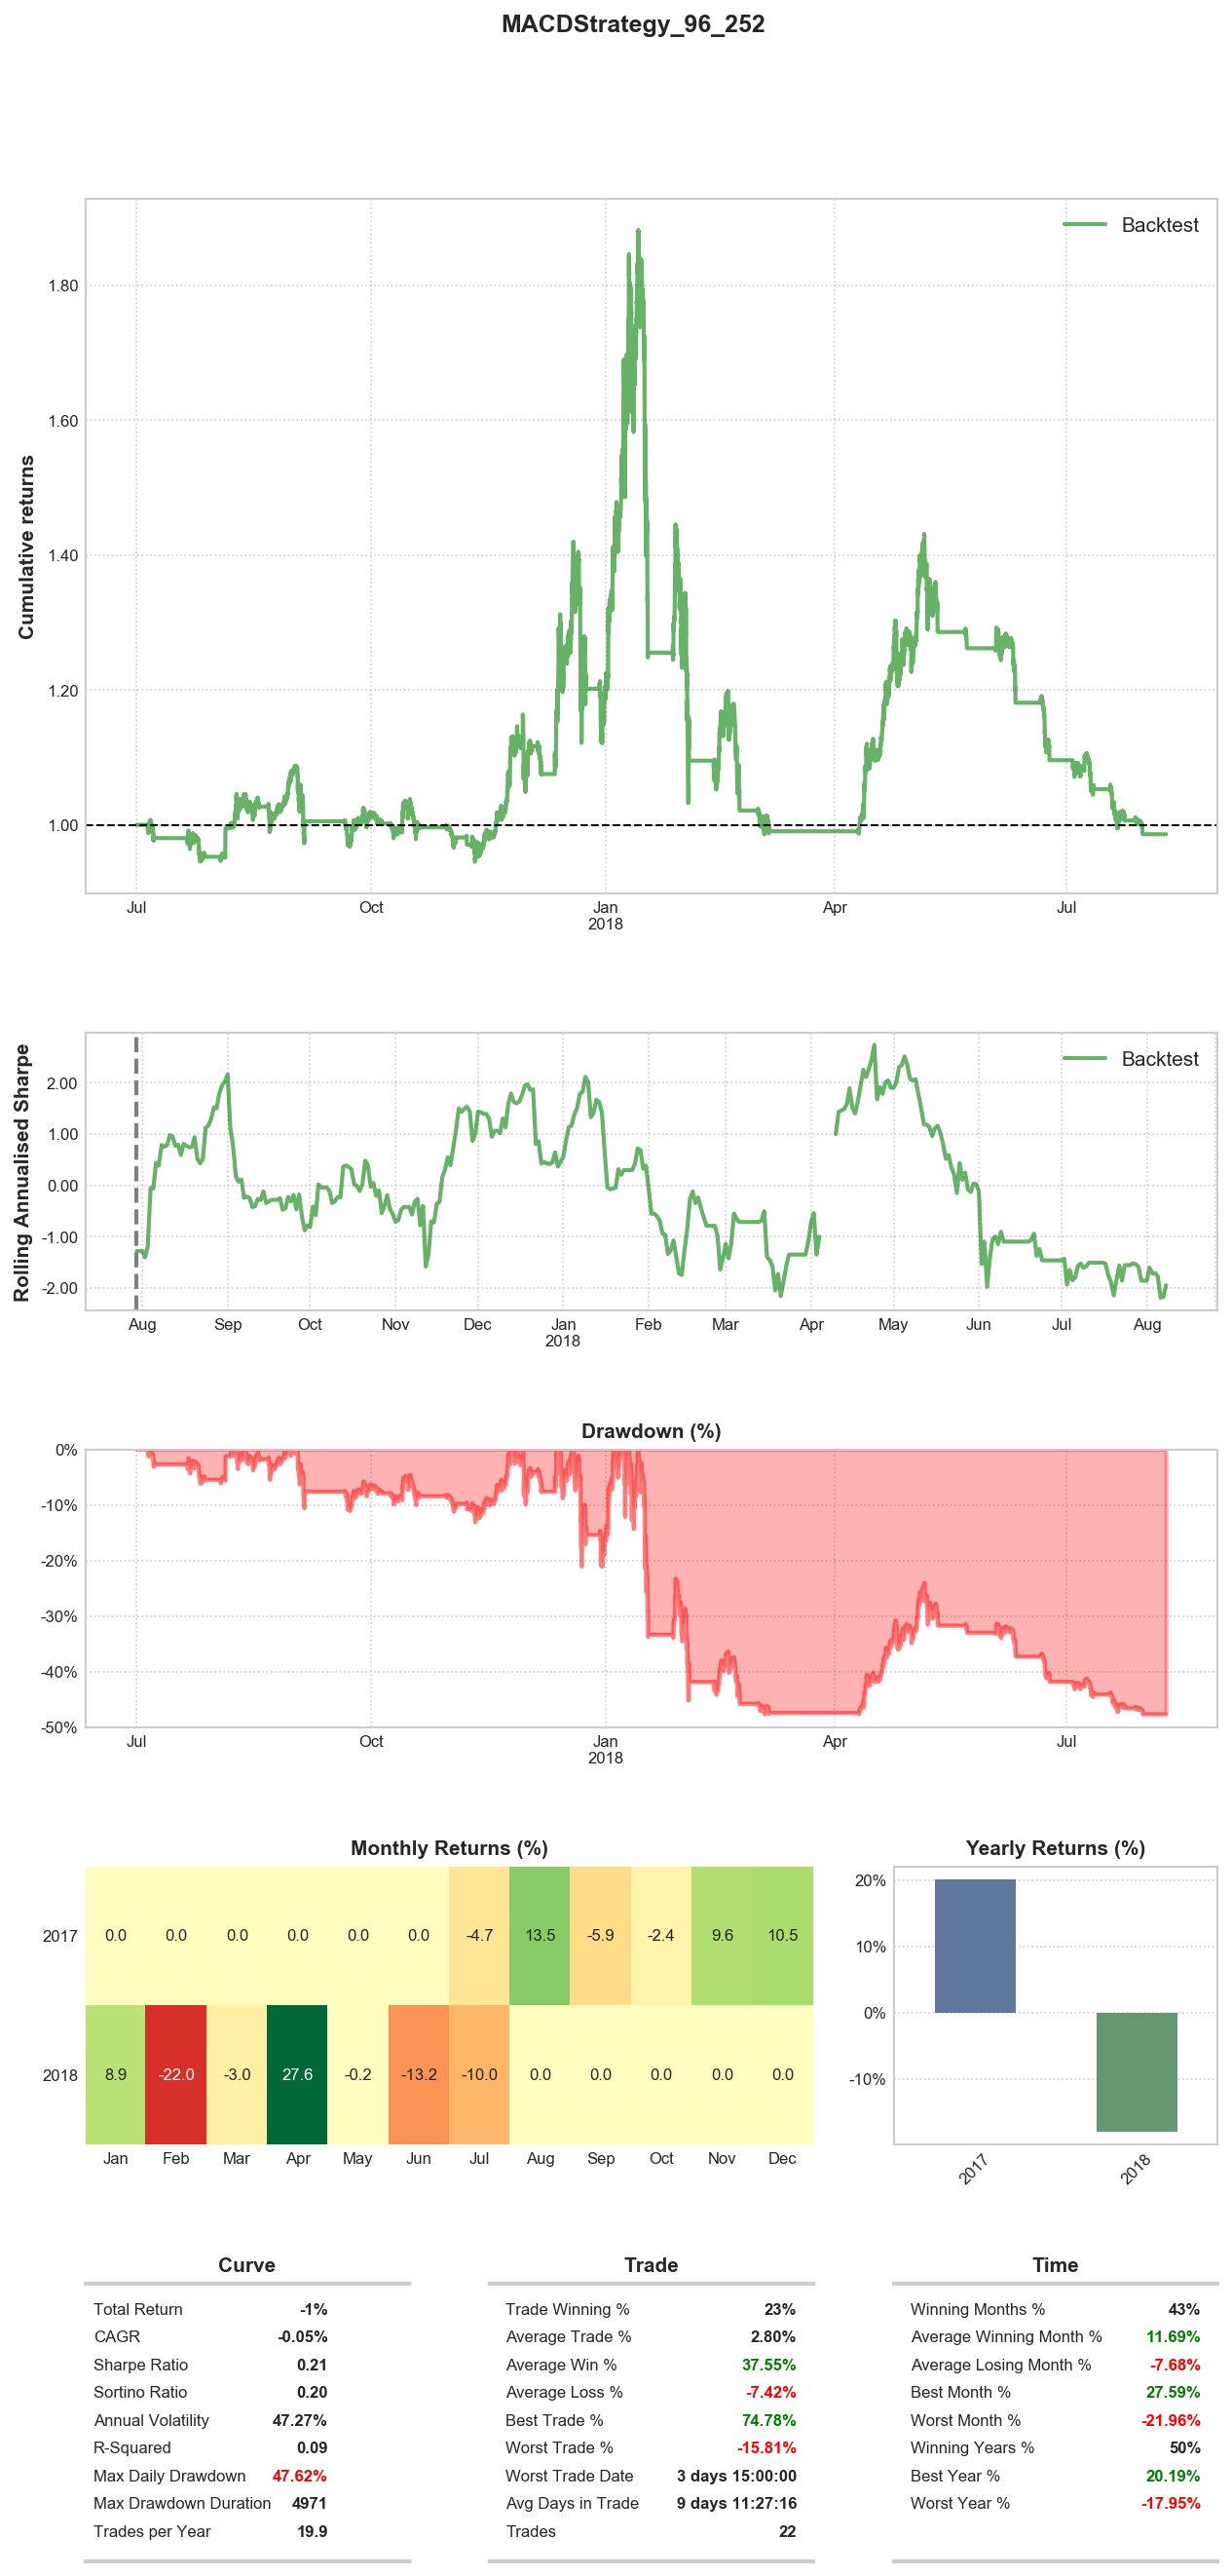 MACDStrategy_96_252
Backtest
Cumulative returns
1.80
1.60
1.40
1.20
1.00
Jul Oct Jan Apr Jul
2018
Backtest
Rolling Annualised Sharpe
2.00
1.00
0.00
-1.00
-2.00
Aug Sep Oct Nov Dec Jan Feb Mar Apr May Jun Jul Aug
2018
Drawdown (%)
0%
-10%
-20%
-30%
-40%
-50%
Jul Oct Jan Apr Jul
2018
Monthly Returns (%)
2017 0.0 0.0 0.0 0.0 0.0 0.0 -4.7 13.5 -5.9 -2.4 9.6 10.5
2018 8.9 -22.0 -3.0 27.6 -0.2 -13.2 -10.0 0.0 0.0 0.0 0.0 0.0
Jan Feb Mar Apr May Jun Jul Aug Sep Oct Nov Dec
Yearly Returns (%)
20%
10%
0%
-10%
2017 2018
Curve
Total Return -1%
CAGR -0.05%
Sharpe Ratio 0.21
Sortino Ratio 0.20
Annual Volatility 47.27%
R-Squared 0.09
Max Daily Drawdown 47.62%
Max Drawdown Duration 4971
Trades per Year 19.9
Trade
Trade Winning % 23%
Average Trade % 2.80%
Average Win % 37.55%
Average Loss % -7.42%
Best Trade % 74.78%
Worst Trade % -15.81%
Worst Trade Date 3 days 15:00:00
Avg Days in Trade 9 days 11:27:16
Trades 22
Time
Winning Months % 43%
Average Winning Month % 11.69%
Average Losing Month % -7.68%
Best Month % 27.59%
Worst Month % -21.96%
Winning Years % 50%
Best Year % 20.19%
Worst Year % -17.95%